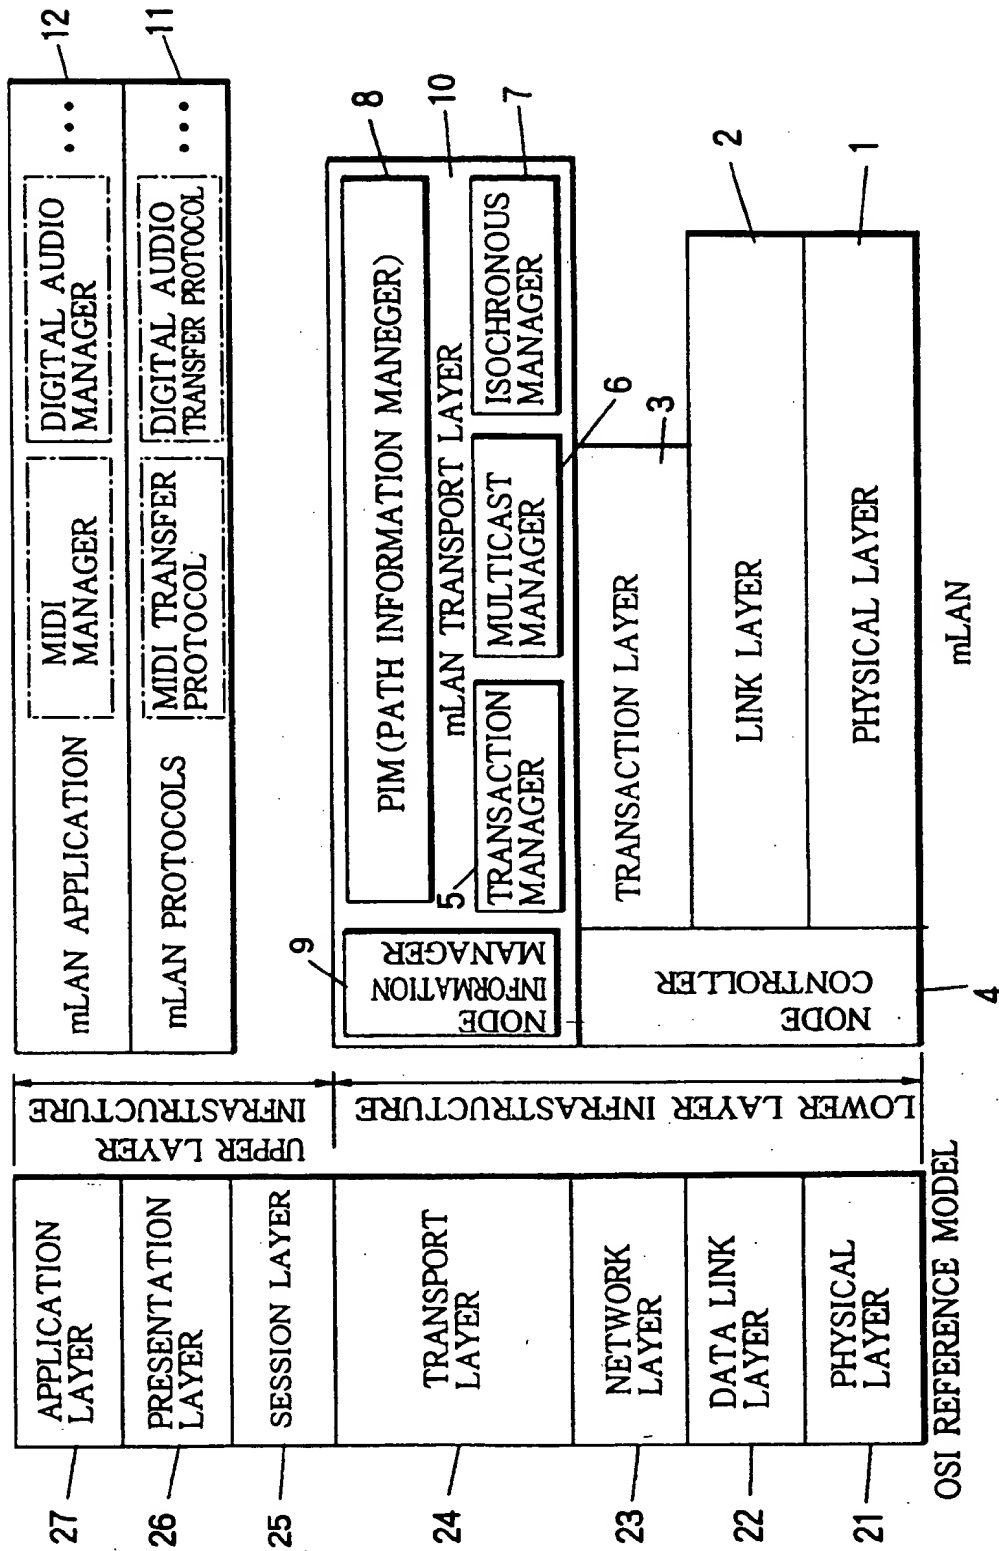 27
APPLICATION
LAYER
26
PRESENTATION
LAYER
25
SESSION LAYER
24
TRANSPORT
LAYER
23
NETWORK
LAYER
22
DATA LINK
LAYER
21
PHYSICAL
LAYER
OSI REFERENCE MODEL
UPPER LAYER
INFRASTRUCTURE
LOWER LAYER INFRASTRUCTURE
mLAN APPLICATION
MIDI
MANAGER
DIGITAL AUDIO
MANAGER
•••
12
mLAN PROTOCOLS
MIDI TRANSFER
PROTOCOL
DIGITAL AUDIO
TRANSFER PROTOCOL
•••
11
9
NODE
INFORMATION
MANAGER
PIM(PATH INFORMATION MANEGER)
8
mLAN TRANSPORT LAYER
10
5
TRANSACTION
MANAGER
MULTICAST
MANAGER
6
ISOCHRONOUS
MANAGER
7
NODE
CONTROLLER
4
TRANSACTION LAYER
3
LINK LAYER
2
PHYSICAL LAYER
1
mLAN